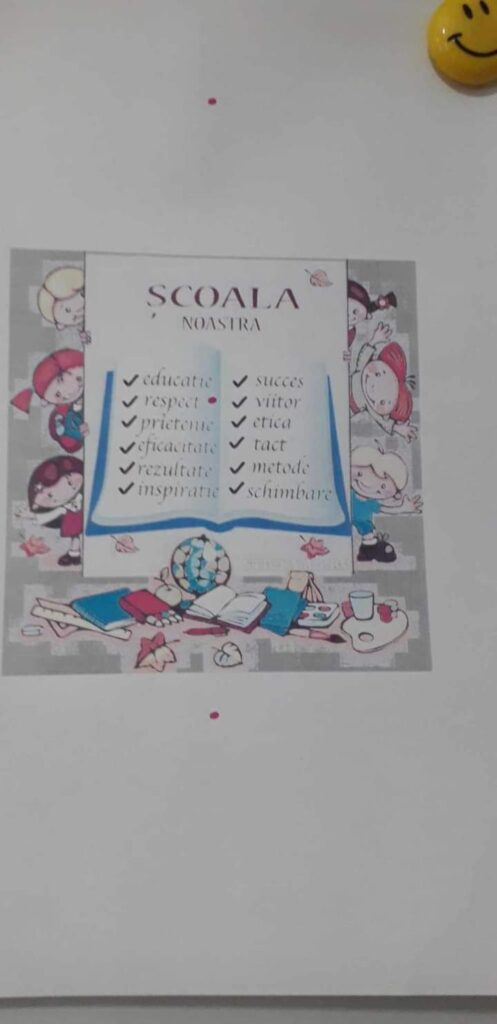 ȘCOALA
NOASTRA
educatie
respect
prietenie
eficacitate
rezultate
inspiratie
succes
viitor
etica
tact
metode
schimbare